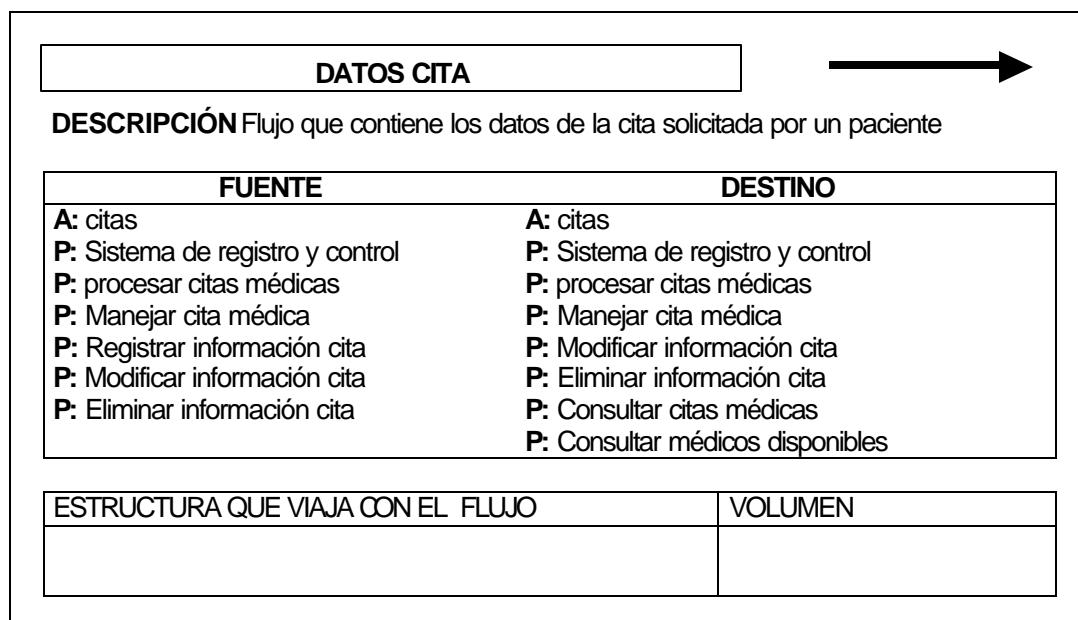 DATOS CITA
DESCRIPCIÓN Flujo que contiene los datos de la cita solicitada por un paciente
FUENTE DESTINO
A: citas A: citas
P: Sistema de registro y control P: Sistema de registro y control
P: procesar citas médicas P: procesar citas médicas
P: Manejar cita médica P: Manejar cita médica
P: Registrar información cita P: Modificar información cita
P: Modificar información cita P: Eliminar información cita
P: Eliminar información cita P: Consultar citas médicas
P: Consultar médicos disponibles
ESTRUCTURA QUE VIAJA CON EL FLUJO VOLUMEN